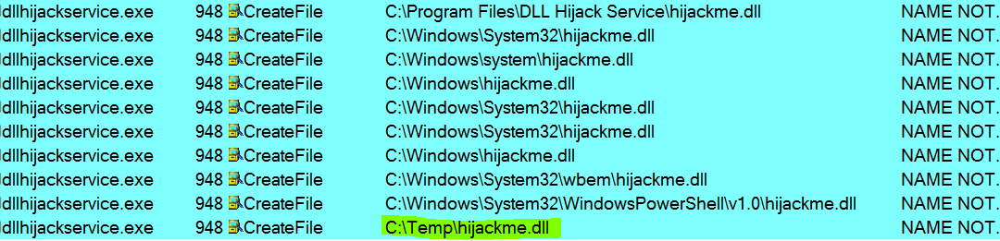 dllhijackservice.exe 948 CreateFile C:\Program Files\DLL Hijack Service\hijackme.dll NAME NOT.
dllhijackservice.exe 948 CreateFile C:\Windows\System32\hijackme.dll NAME NOT.
dllhijackservice.exe 948 CreateFile C:\Windows\system\hijackme.dll NAME NOT.
dllhijackservice.exe 948 CreateFile C:\Windows\hijackme.dll NAME NOT.
dllhijackservice.exe 948 CreateFile C:\Windows\System32\hijackme.dll NAME NOT.
dllhijackservice.exe 948 CreateFile C:\Windows\System32\hijackme.dll NAME NOT.
dllhijackservice.exe 948 CreateFile C:\Windows\hijackme.dll NAME NOT.
dllhijackservice.exe 948 CreateFile C:\Windows\System32\wbem\hijackme.dll NAME NOT.
dllhijackservice.exe 948 CreateFile C:\Windows\System32\WindowsPowerShell\v1.0\hijackme.dll NAME NOT.
dllhijackservice.exe 948 CreateFile C:\Temp\hijackme.dll NAME NOT.